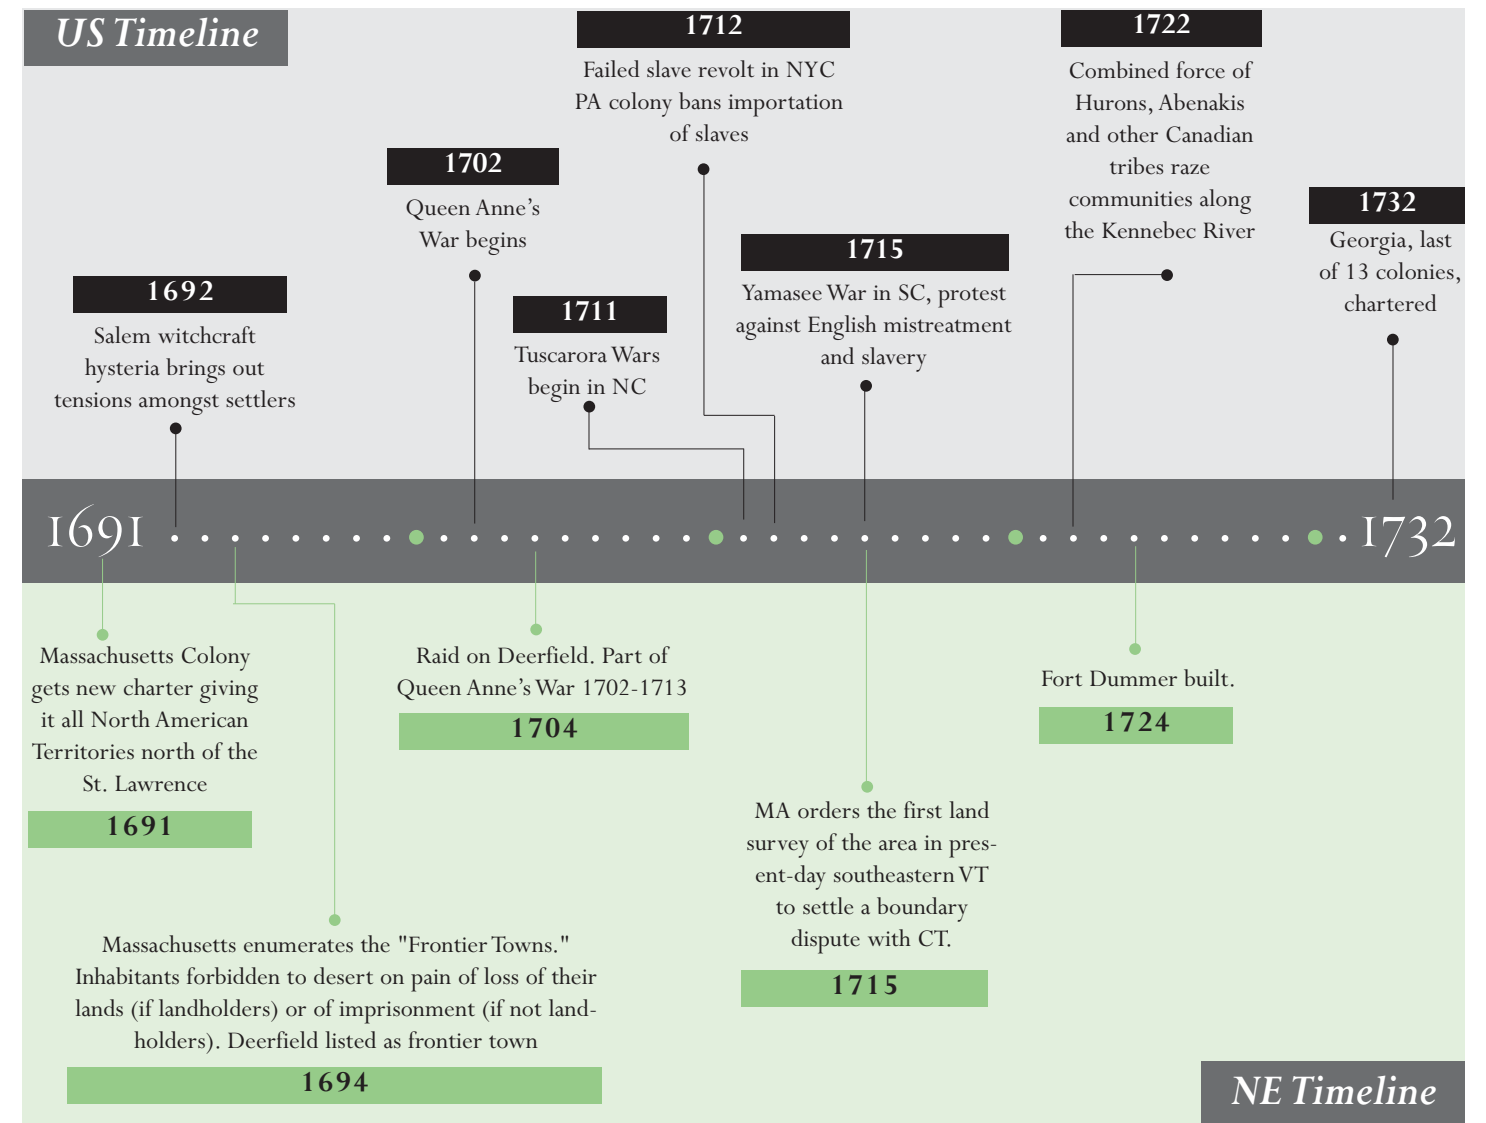 US Timeline
1712
Failed slave revolt in NYC
PA colony bans importation
of slaves
1722
Combined force of
Hurons, Abenakis
and other Canadian
tribes raze
communities along
the Kennebec River
1702
Queen Anne’s
War begins
1732
Georgia, last
of 13 colonies,
chartered
1715
Yamasee War in SC, protest
against English mistreatment
and slavery
1692
Salem witchcraft
hysteria brings out
tensions amongst settlers
1711
Tuscarora Wars
begin in NC
1691
1732
Massachusetts Colony
gets new charter giving
it all North American
Territories north of the
St. Lawrence
1691
Raid on Deerfield. Part of
Queen Anne’s War 1702-1713
1704
Fort Dummer built.
1724
MA orders the first land
survey of the area in pres-
ent-day southeastern VT
to settle a boundary
dispute with CT.
1715
Massachusetts enumerates the "Frontier Towns."
Inhabitants forbidden to desert on pain of loss of their
lands (if landholders) or of imprisonment (if not land-
holders). Deerfield listed as frontier town
1694
NE Timeline